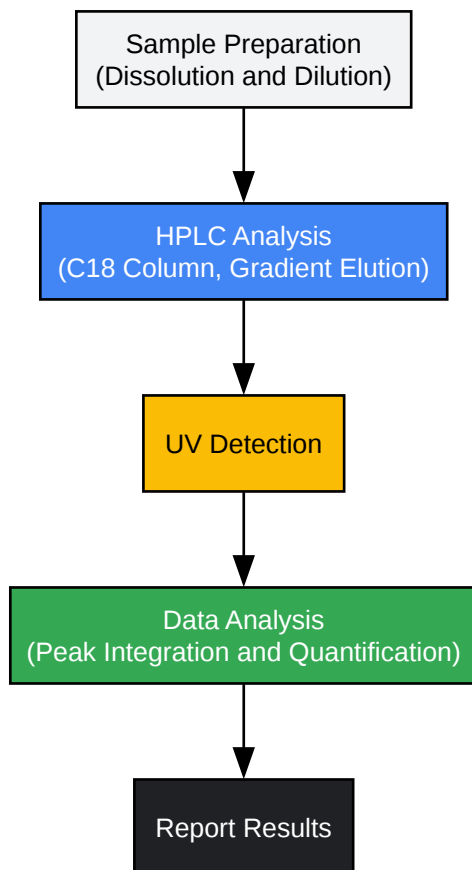 Sample Preparation
(Dissolution and Dilution)
HPLC Analysis
(C18 Column, Gradient Elution)
UV Detection
Data Analysis
(Peak Integration and Quantification)
Report Results